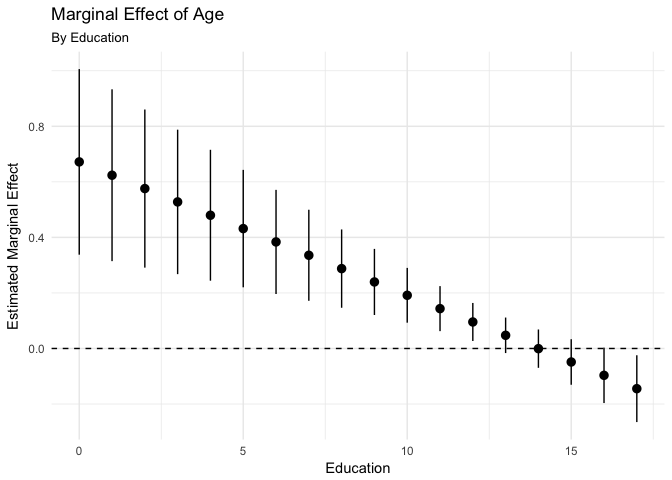 Marginal Effect of Age
By Education
0.8
0.4
0.0
Estimated Marginal Effect
0 5 10 15
Education